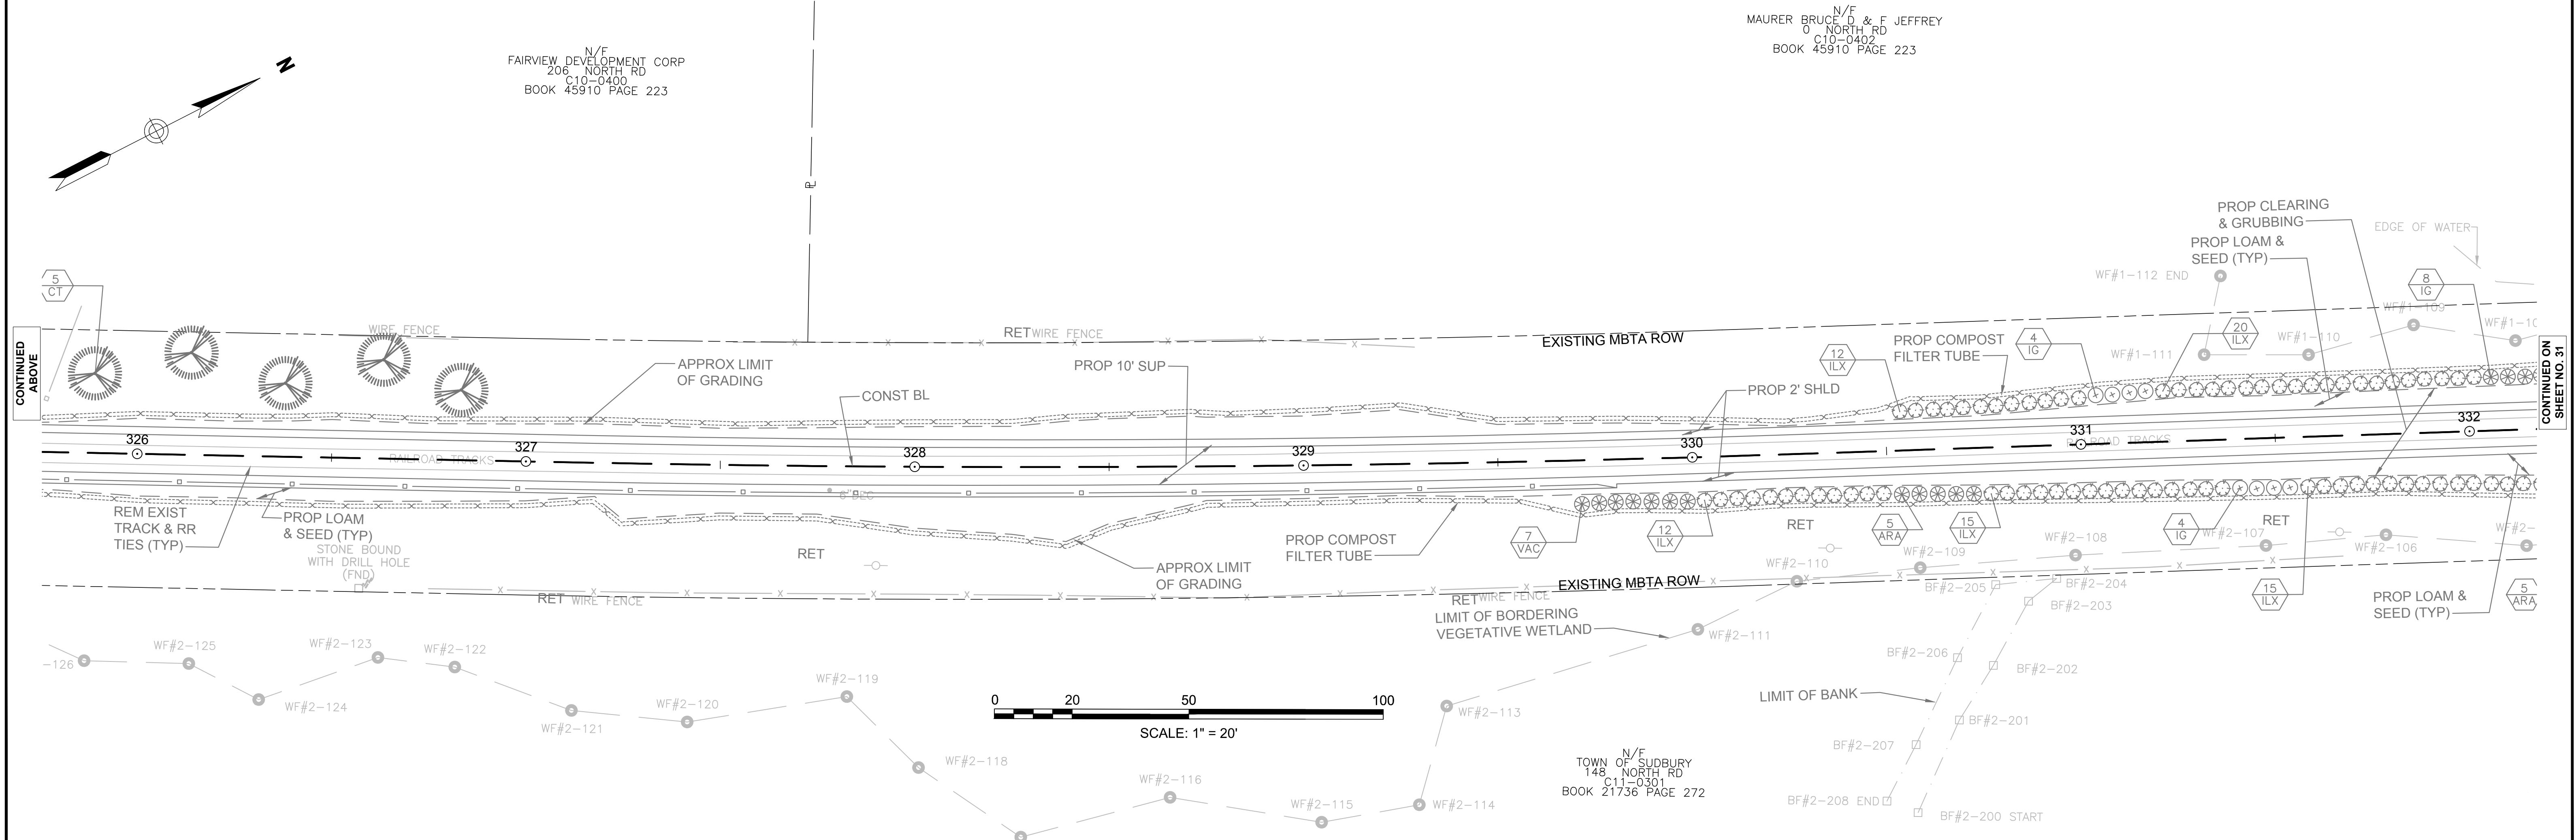 N/F
FAIRVIEW DEVELOPMENT CORP
206 NORTH RD
C10-0400
BOOK 45910 PAGE 223
N/F
MAURER BRUCE D & F JEFFREY
0 NORTH RD
C10-0402
BOOK 45910 PAGE 223
N
PL
PROP CLEARING
& GRUBBING
EDGE OF WATER
PROP LOAM &
SEED (TYP)
WF#1-112 END
5
CT
8
IG
WF#1-109
WF#1-10
CONTINUED
ABOVE
WIRE FENCE
RET
WIRE FENCE
EXISTING MBTA ROW
PROP COMPOST
FILTER TUBE
4
IG
20
ILX
WF#1-110
WF#1-111
12
ILX
CONTINUED ON
SHEET NO. 31
APPROX LIMIT
OF GRADING
PROP 10' SUP
CONST BL
PROP 2' SHLD
326
327
328
329
330
331
332
RAILROAD TRACKS
RAILROAD TRACKS
8"DEC
REM EXIST
TRACK & RR
TIES (TYP)
PROP LOAM
& SEED (TYP)
STONE BOUND
WITH DRILL HOLE
(FND)
RET
PROP COMPOST
FILTER TUBE
APPROX LIMIT
OF GRADING
7
VAC
12
ILX
RET
5
ARA
15
ILX
4
IG
RET
WF#2-107
WF#2-108
WF#2-109
WF#2-110
WF#2-106
WF#2-
RET
WIRE FENCE
RET
WIRE FENCE
EXISTING MBTA ROW
BF#2-205
BF#2-204
BF#2-203
15
ILX
PROP LOAM &
SEED (TYP)
5
ARA
LIMIT OF BORDERING
VEGETATIVE WETLAND
WF#2-111
-126
WF#2-125
WF#2-124
WF#2-123
WF#2-122
WF#2-121
WF#2-120
WF#2-119
WF#2-118
WF#2-116
WF#2-115
WF#2-114
WF#2-113
BF#2-206
BF#2-202
LIMIT OF BANK
BF#2-201
BF#2-207
BF#2-208 END
BF#2-200 START
0
20
50
100
SCALE: 1" = 20'
N/F
TOWN OF SUDBURY
148 NORTH RD
C11-0301
BOOK 21736 PAGE 272